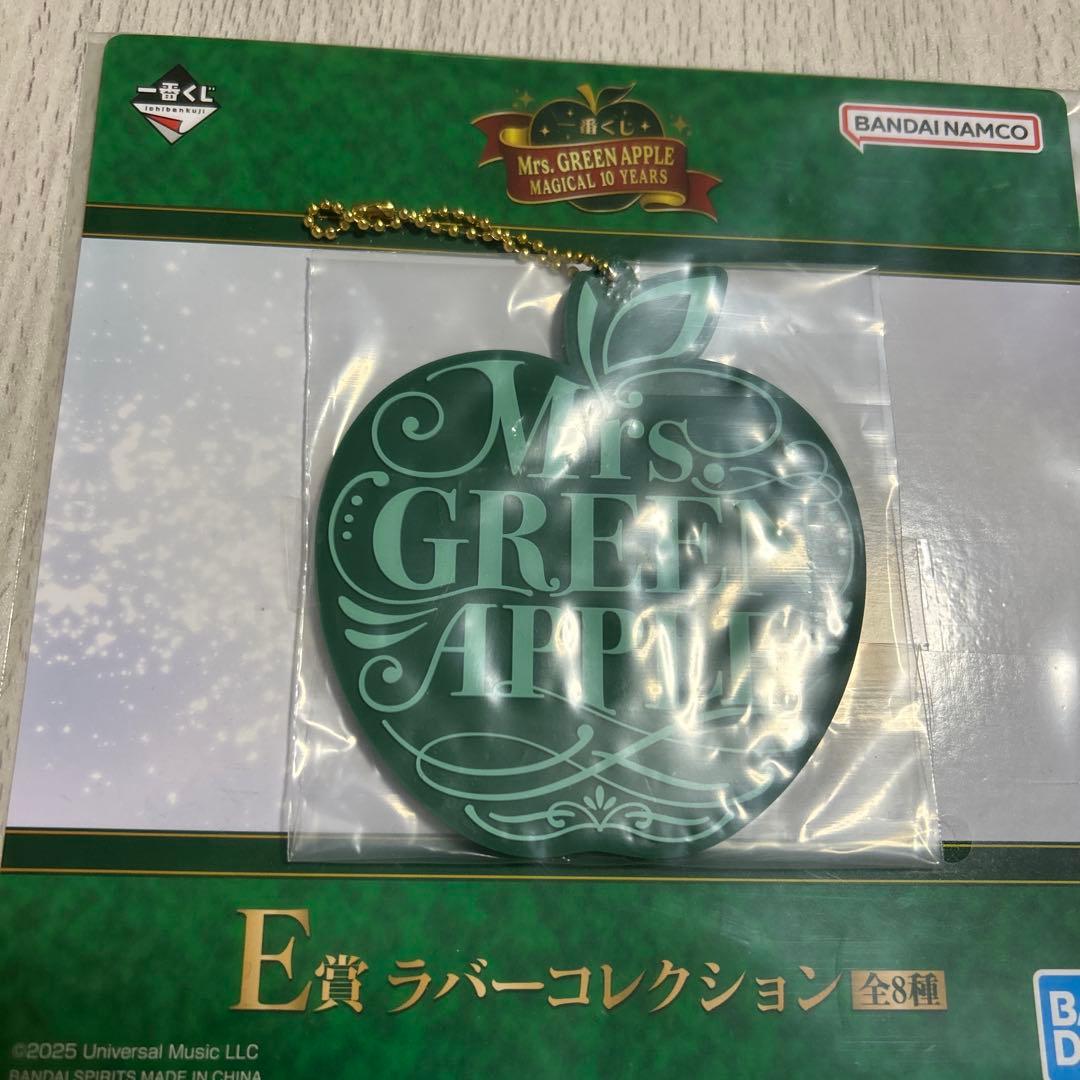 一番くじ
ichibankuji
一番くじ
Mrs. GREEN APPLE
MAGICAL 10 YEARS
BANDAI NAMCO
Mrs.
GREEN
APPLE
E賞 ラバーコレクション 全8種
©2025 Universal Music LLC
BANDAI SPIRITS MADE IN CHINA